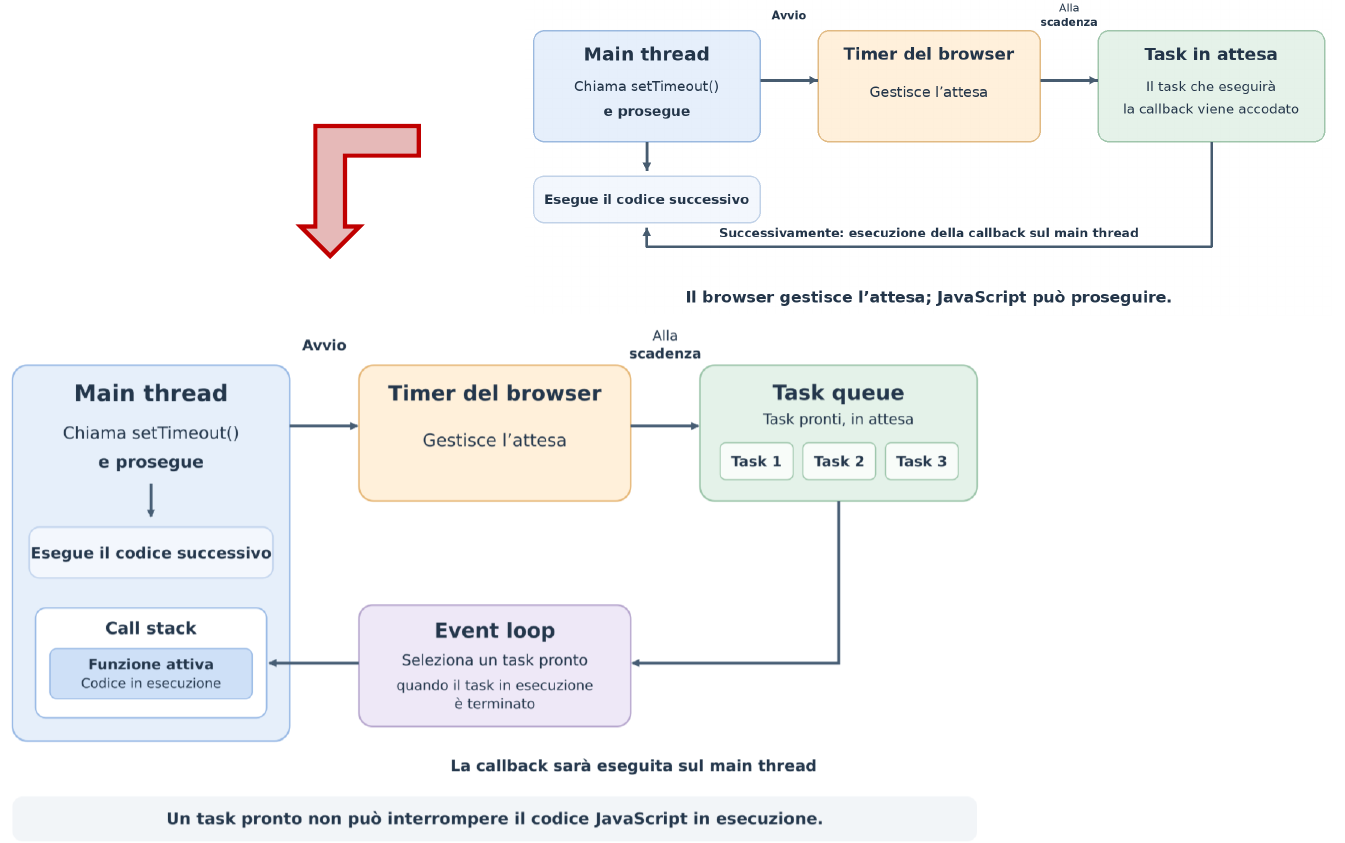 Avvio
Alla
scadenza
Main thread
Chiama setTimeout()
e prosegue
Timer del browser
Gestisce l’attesa
Task in attesa
Il task che eseguirà
la callback viene accodato
Esegue il codice successivo
Successivamente: esecuzione della callback sul main thread
Il browser gestisce l’attesa; JavaScript può proseguire.
Avvio
Alla
scadenza
Main thread
Chiama setTimeout()
e prosegue
Esegue il codice successivo
Call stack
Funzione attiva
Codice in esecuzione
Timer del browser
Gestisce l’attesa
Task queue
Task pronti, in attesa
Task 1
Task 2
Task 3
Event loop
Seleziona un task pronto
quando il task in esecuzione
è terminato
La callback sarà eseguita sul main thread
Un task pronto non può interrompere il codice JavaScript in esecuzione.